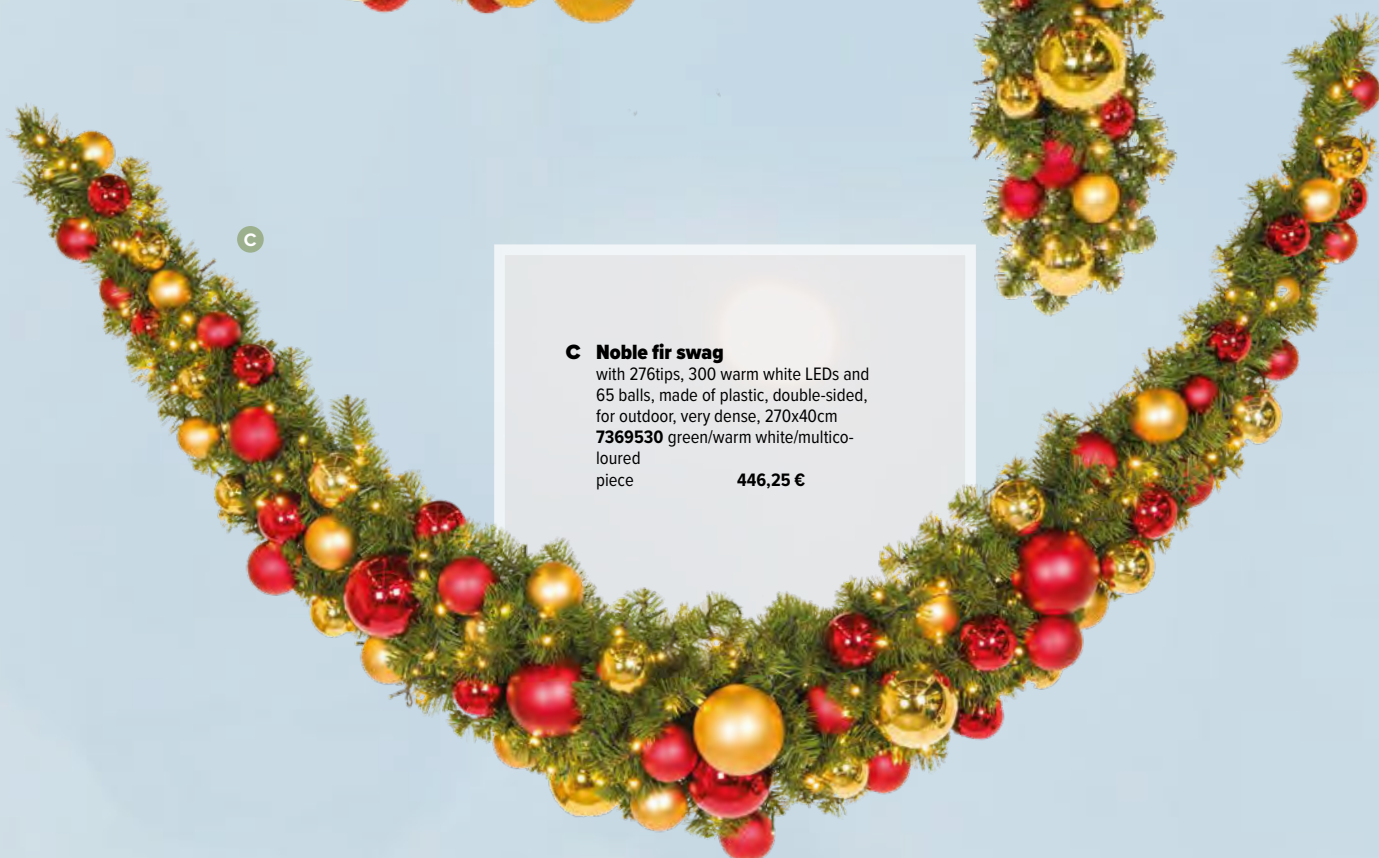 C
C Noble fir swag
with 276tips, 300 warm white LEDs and
65 balls, made of plastic, double-sided,
for outdoor, very dense, 270x40cm
7369530 green/warm white/multico-
loured
piece 446,25 €